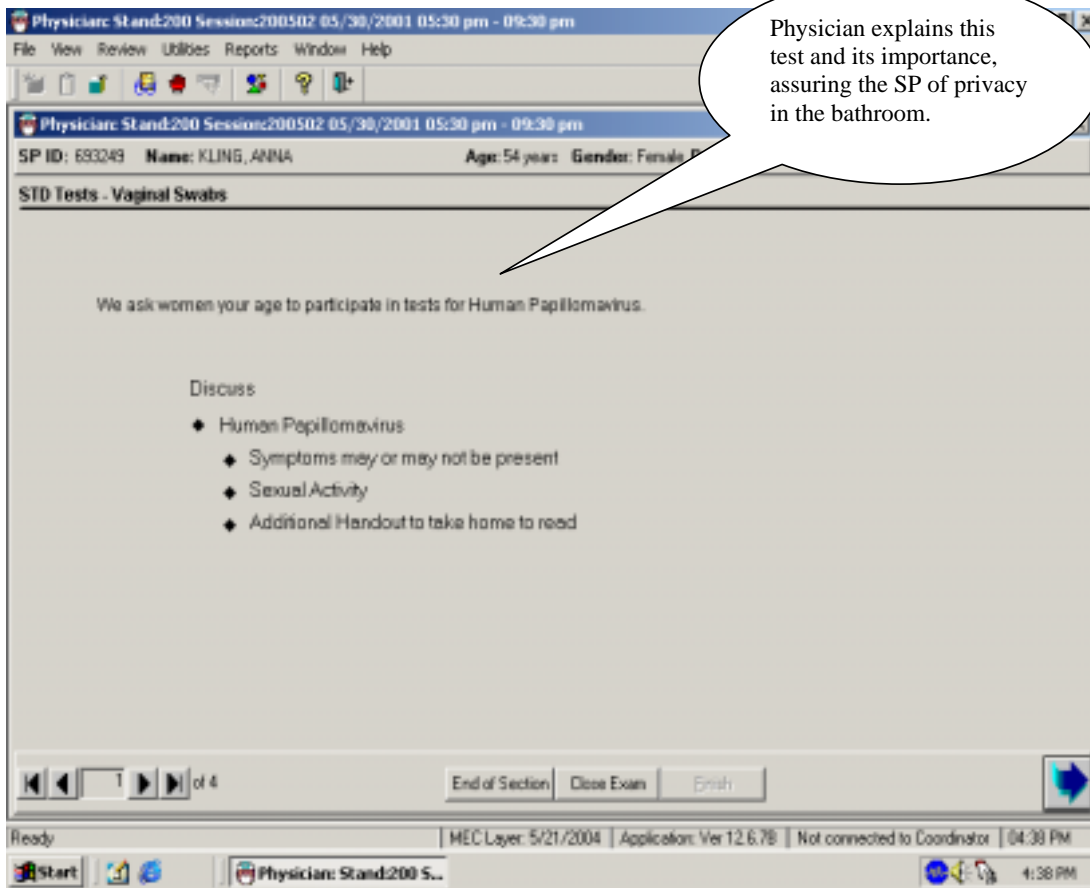 Physician: Stand:200 Session:200502 05/30/2001 05:30 pm - 09:30 pm
File View Review Utilities Reports Window Help
Physician explains this
test and its importance,
assuring the SP of privacy
in the bathroom.
Physician: Stand:200 Session:200502 05/30/2001 05:30 pm - 09:30 pm
SP ID: 693249 Name: KLING, ANNA Age: 54 years Gender: Female
STD Tests - Vaginal Swabs
We ask women your age to participate in tests for Human Papillomavirus.
Discuss
Human Papillomavirus
Symptoms may or may not be present
Sexual Activity
Additional Handout to take home to read
1 of 4 End of Section Close Exam Finish
Ready MEC Layer: 5/21/2004 Application: Ver 12.6.78 Not connected to Coordinator 04:38 PM
Start Physician: Stand:200 S... 4:38 PM